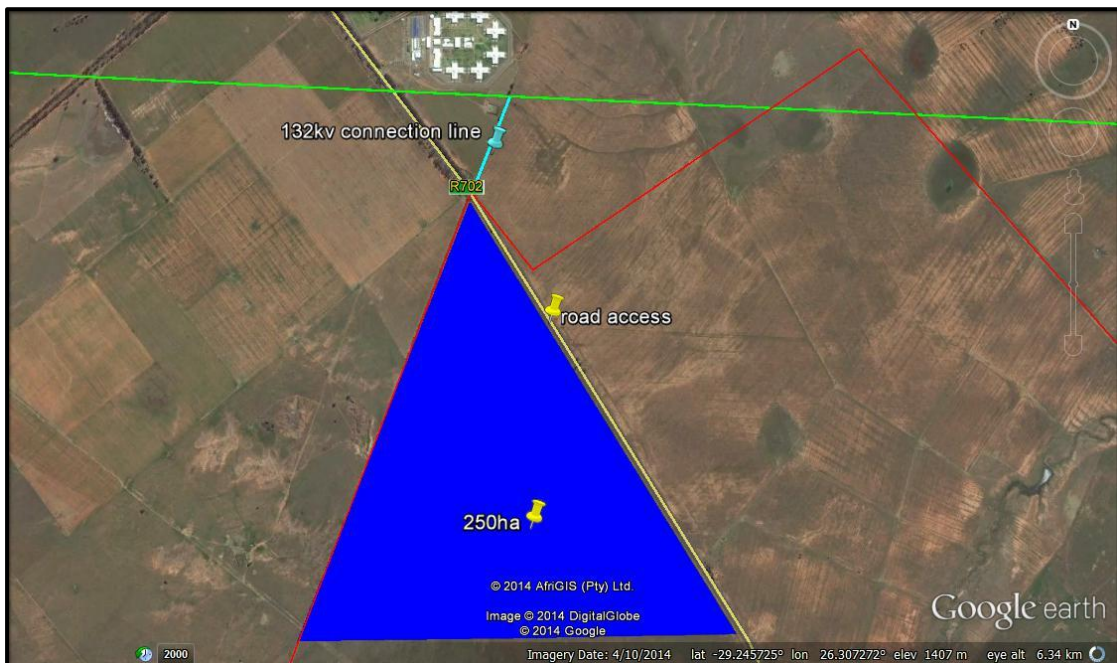 N
132kv connection line
R702
road access
250ha
© 2014 AfriGIS (Pty) Ltd.
Image © 2014 DigitalGlobe
© 2014 Google
Google earth
2000
Imagery Date: 4/10/2014 lat -29.245725° lon 26.307272° elev 1407 m eye alt 6.34 km